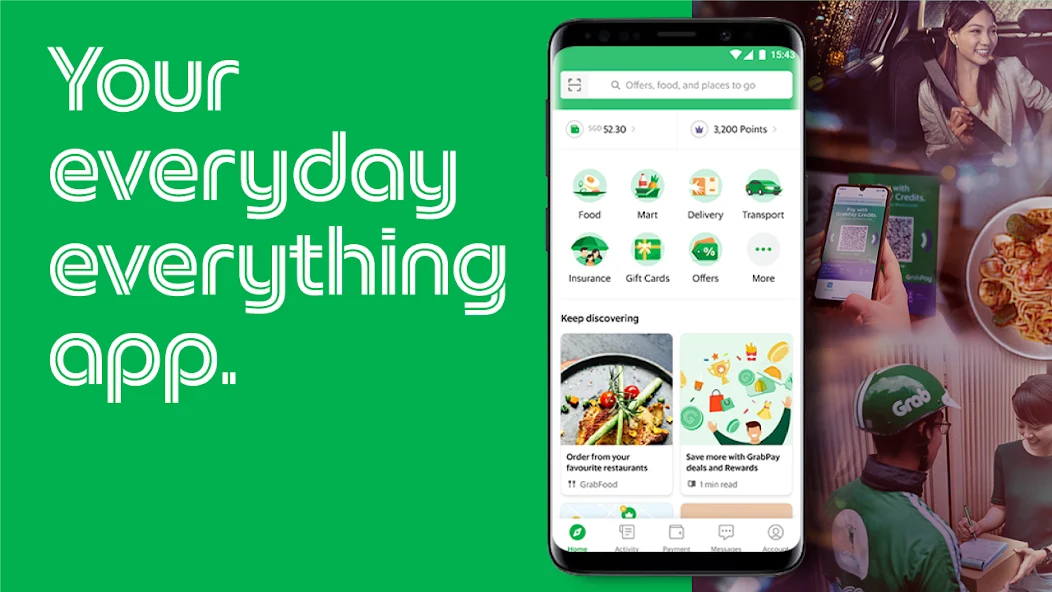 Your
everyday
everything
app.
15:43
Offers, food, and places to go
SGD 52.30
3,200 Points
Food
Mart
Delivery
Transport
Insurance
Gift Cards
Offers
%
More
Keep discovering
Order from your
favourite restaurants
GrabFood
Save more with GrabPay
deals and Rewards
1 min read
Home
Activity
Payment
Messages
Account
Pay with
GrabPay Credits.
with
Credits.
GrabPay
Grab